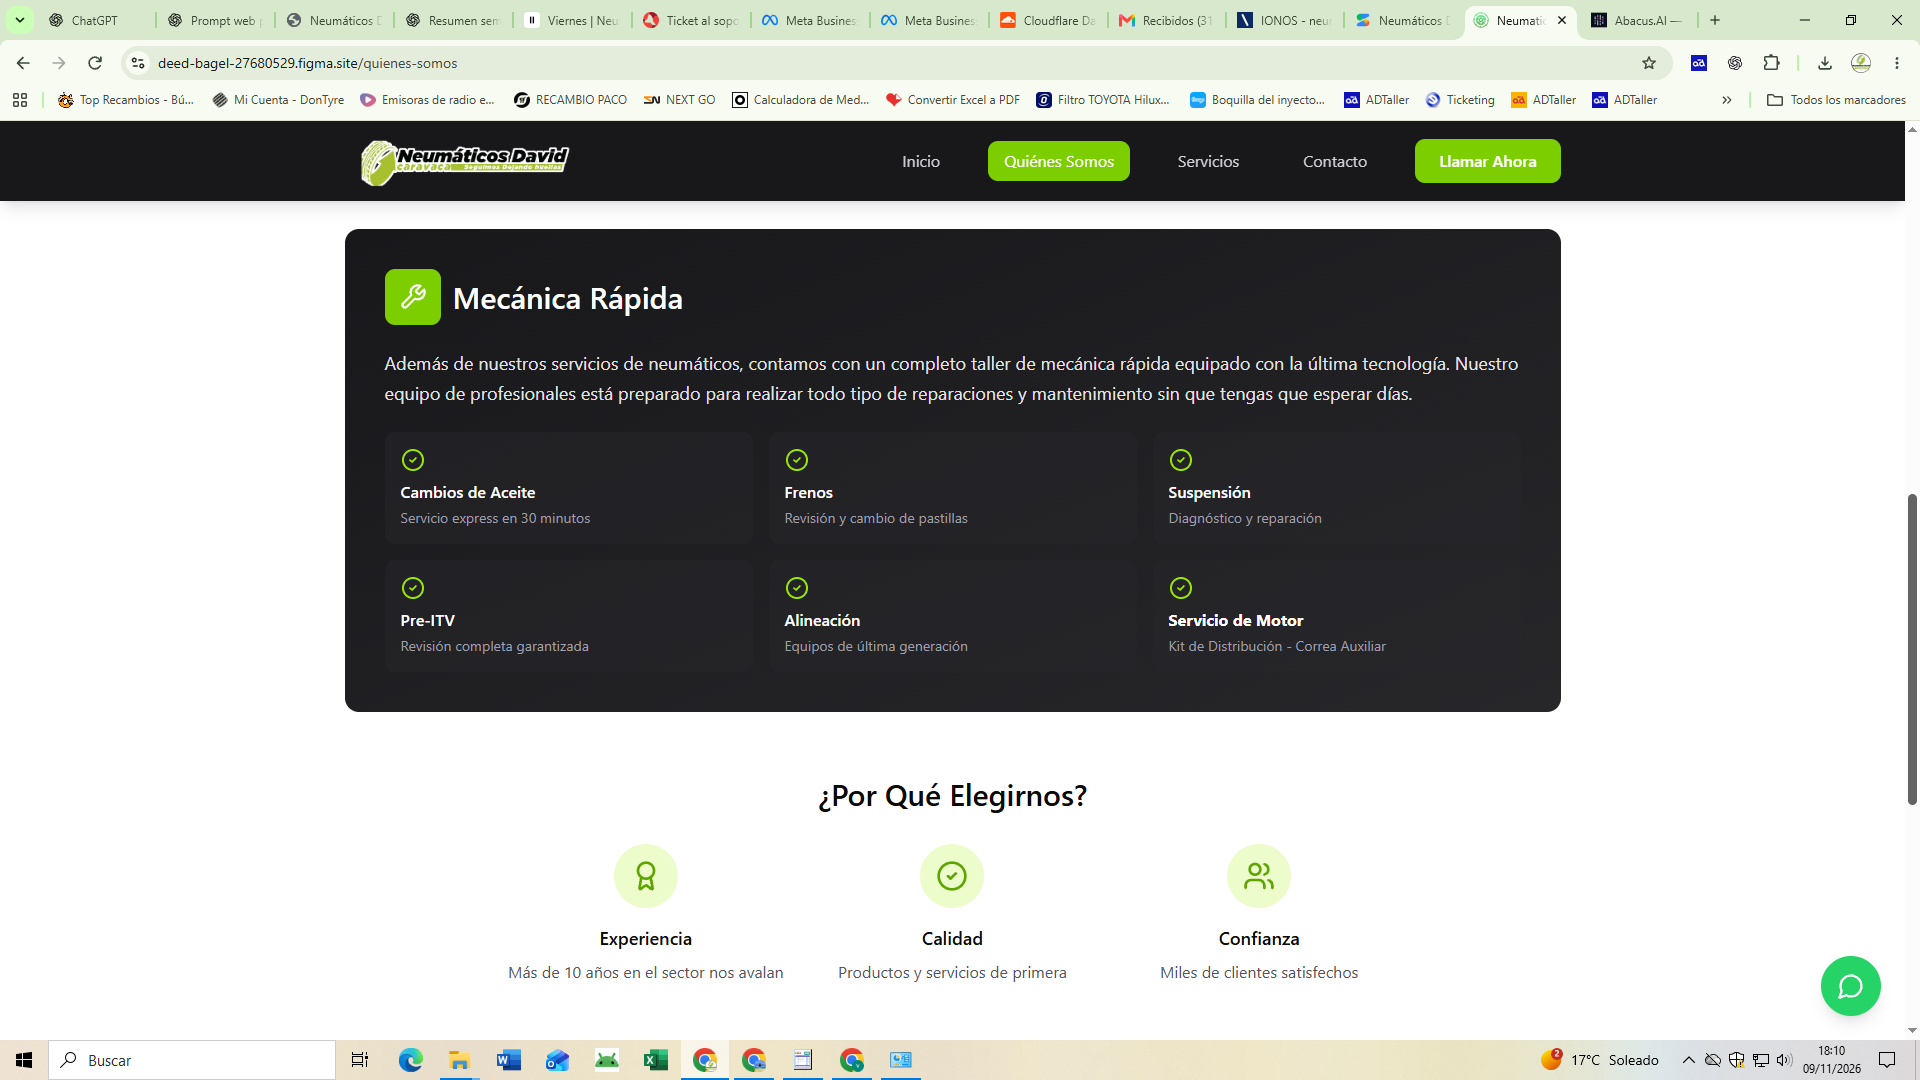 ChatGPT
Prompt web p
Neumáticos D
Resumen sem
Viernes | Neu
Ticket al sopo
Meta Busines
Meta Busines
Cloudflare Da
Recibidos (31
IONOS - neur
Neumáticos D
Neumatic
Abacus.AI —
deed-bagel-27680529.figma.site/quienes-somos
Top Recambios - Bú...
Mi Cuenta - DonTyre
Emisoras de radio e...
RECAMBIO PACO
NEXT GO
Calculadora de Med...
Convertir Excel a PDF
Filtro TOYOTA Hilux...
Boquilla del inyecto...
ADTaller
Ticketing
ADTaller
ADTaller
Todos los marcadores
Neumáticos David
caravaca
Seguimos Dejando huellas
Inicio
Quiénes Somos
Servicios
Contacto
Llamar Ahora
Mecánica Rápida
Además de nuestros servicios de neumáticos, contamos con un completo taller de mecánica rápida equipado con la última tecnología. Nuestro
equipo de profesionales está preparado para realizar todo tipo de reparaciones y mantenimiento sin que tengas que esperar días.
Cambios de Aceite
Servicio express en 30 minutos
Frenos
Revisión y cambio de pastillas
Suspensión
Diagnóstico y reparación
Pre-ITV
Revisión completa garantizada
Alineación
Equipos de última generación
Servicio de Motor
Kit de Distribución - Correa Auxiliar
¿Por Qué Elegirnos?
Experiencia
Más de 10 años en el sector nos avalan
Calidad
Productos y servicios de primera
Confianza
Miles de clientes satisfechos
Buscar
2
17°C
Soleado
18:10
09/11/2026